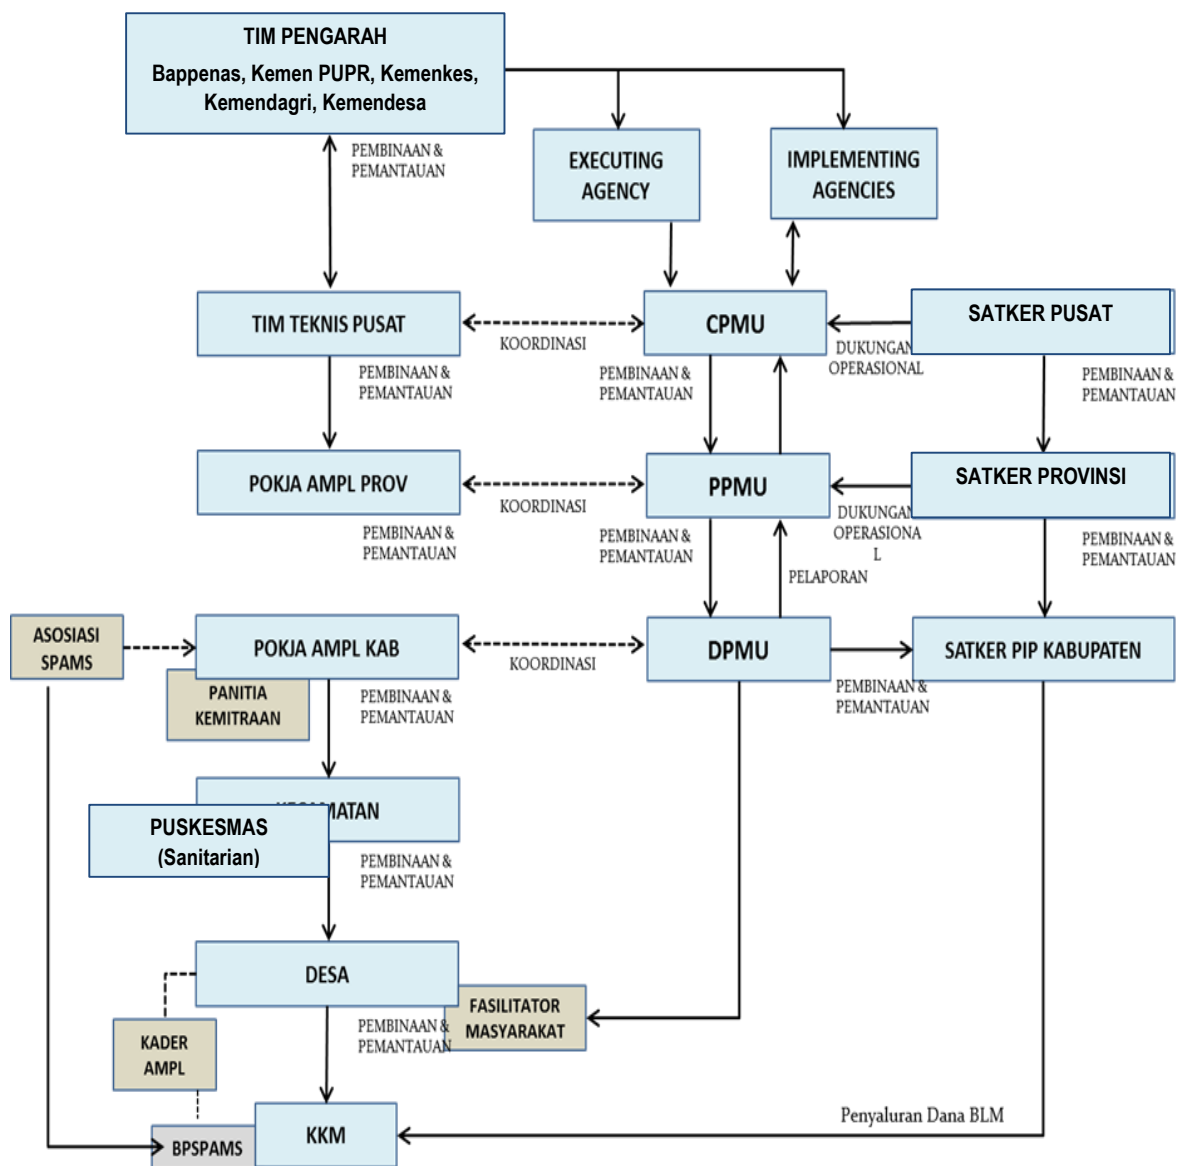 TIM PENGARAH
Bappenas, Kemen PUPR, Kemenkes,
Kemendagri, Kemendesa
PEMBINAAN &
PEMANTAUAN
EXECUTING
AGENCY
IMPLEMENTING
AGENCIES
TIM TEKNIS PUSAT
KOORDINASI
CPMU
DUKUNGAN
OPERASIONAL
SATKER PUSAT
PEMBINAAN &
PEMANTAUAN
PEMBINAAN &
PEMANTAUAN
PEMBINAAN &
PEMANTAUAN
POKJA AMPL PROV
KOORDINASI
PPMU
DUKUNGAN
OPERASIONA
L
SATKER PROVINSI
PEMBINAAN &
PEMANTAUAN
PEMBINAAN &
PEMANTAUAN
PELAPORAN
PEMBINAAN &
PEMANTAUAN
ASOSIASI
SPAMS
POKJA AMPL KAB
KOORDINASI
DPMU
SATKER PIP KABUPATEN
PANITIA
KEMITRAAN
PEMBINAAN &
PEMANTAUAN
PEMBINAAN &
PEMANTAUAN
MATAN
PUSKESMAS
(Sanitarian)
PEMBINAAN &
PEMANTAUAN
DESA
FASILITATOR
MASYARAKAT
PEMBINAAN &
PEMANTAUAN
KADER
AMPL
KKM
Penyaluran Dana BLM
BPSPAMS